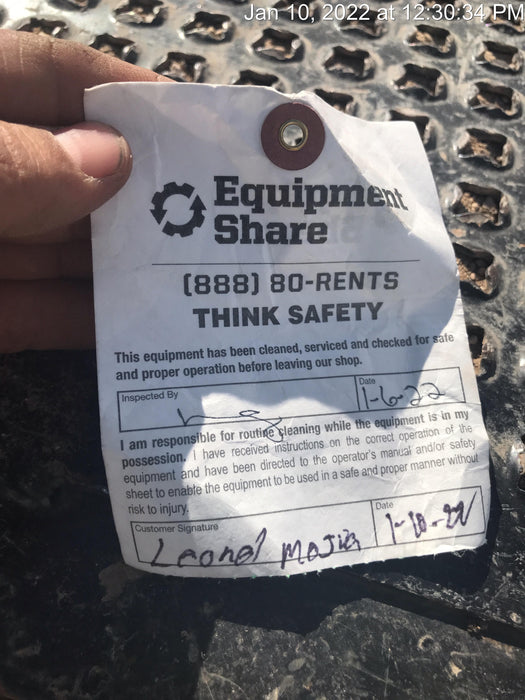 Jan 10, 2022 at 12:30:34 PM
Equipment
Share
(888) 80-RENTS
THINK SAFETY
This equipment has been cleaned, serviced and checked for safe
and proper operation before leaving our shop.
Inspected By
Date
1-6-22
I am responsible for routine cleaning while the equipment is in my
possession. I have received instructions on the correct operation of the
equipment and have been directed to the operator's manual and/or safety
sheet to enable the equipment to be used in a safe and proper manner without
risk to injury.
Customer Signature
Date
Leonel Mojia
1-10-22